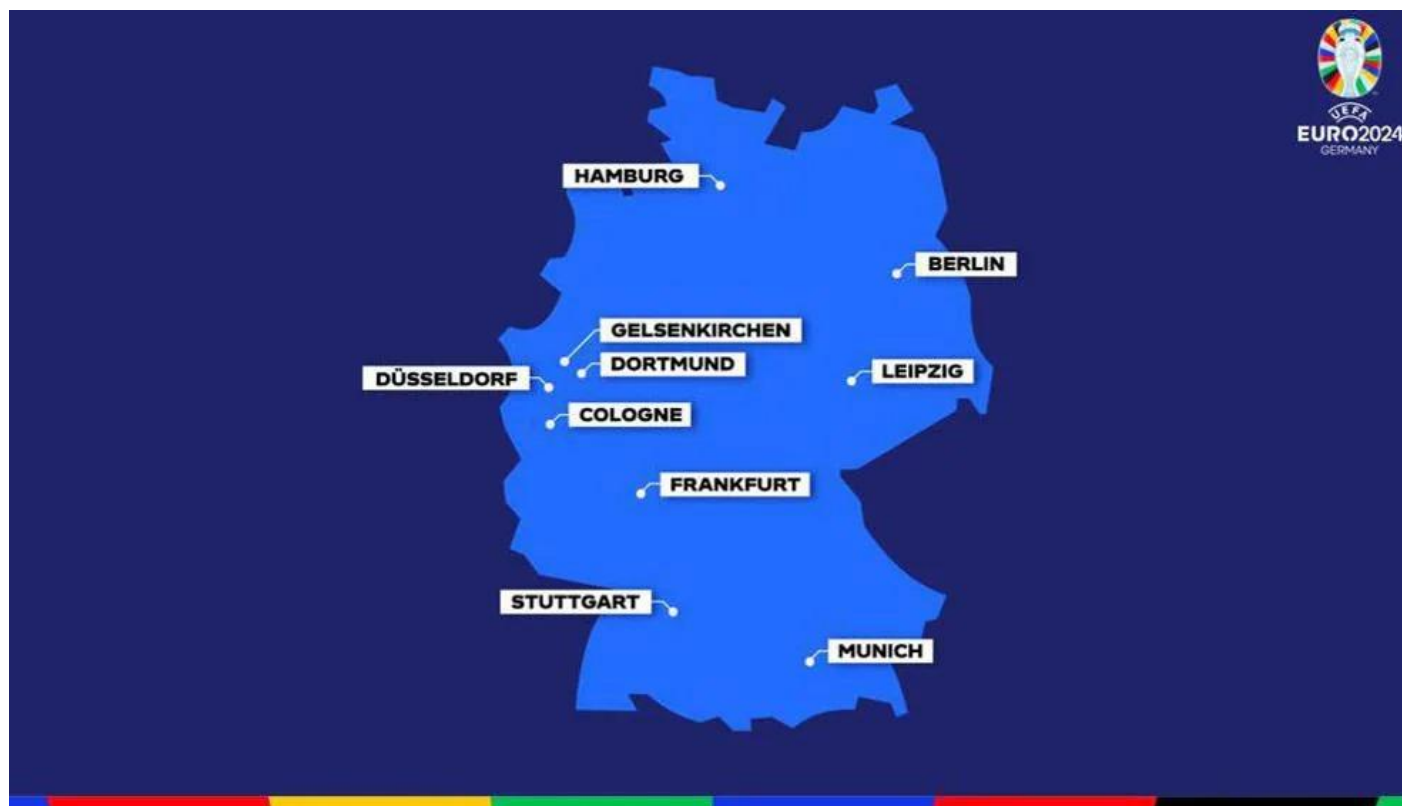 UEFA
EURO2024
GERMANY
HAMBURG
BERLIN
GELSENKIRCHEN
DORTMUND
DÜSSELDORF
LEIPZIG
COLOGNE
FRANKFURT
STUTTGART
MUNICH